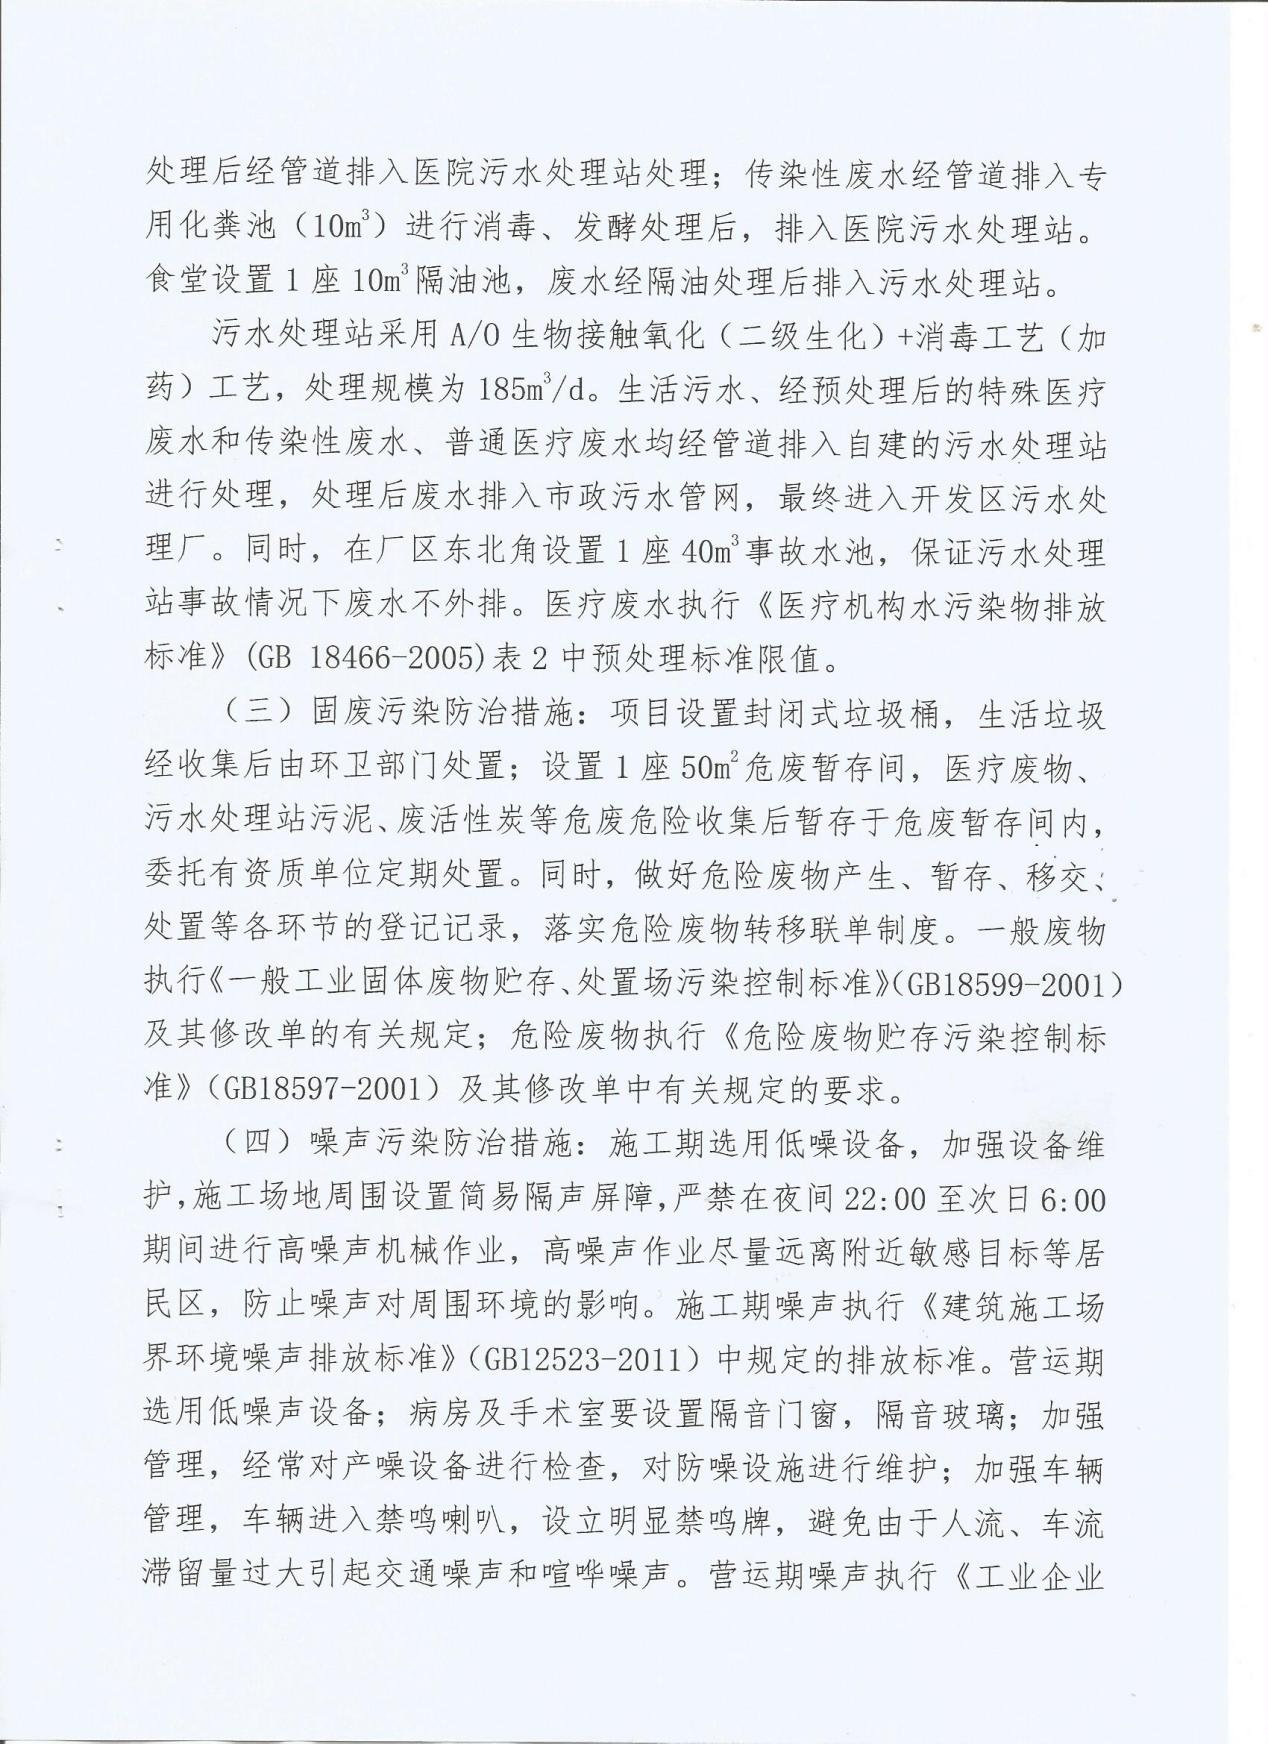 处理后经管道排入医院污水处理站处理；传染性废水经管道排入专
用化粪池（10m³）进行消毒、发酵处理后，排入医院污水处理站。
食堂设置 1 座 10m³隔油池，废水经隔油处理后排入污水处理站。
污水处理站采用 A/O 生物接触氧化（二级生化）+消毒工艺（加
药）工艺，处理规模为 185m³/d。生活污水、经预处理后的特殊医疗
废水和传染性废水、普通医疗废水均经管道排入自建的污水处理站
进行处理，处理后废水排入市政污水管网，最终进入开发区污水处
理厂。同时，在厂区东北角设置 1 座 40m³事故水池，保证污水处理
站事故情况下废水不外排。医疗废水执行《医疗机构水污染物排放
标准》(GB 18466-2005)表 2 中预处理标准限值。
（三）固废污染防治措施：项目设置封闭式垃圾桶，生活垃圾
经收集后由环卫部门处置；设置 1 座 50m²危废暂存间，医疗废物、
污水处理站污泥、废活性炭等危废危险收集后暂存于危废暂存间内，
委托有资质单位定期处置。同时，做好危险废物产生、暂存、移交、
处置等各环节的登记记录，落实危险废物转移联单制度。一般废物
执行《一般工业固体废物贮存、处置场污染控制标准》（GB18599-2001）
及其修改单的有关规定；危险废物执行《危险废物贮存污染控制标
准》（GB18597-2001）及其修改单中有关规定的要求。
（四）噪声污染防治措施：施工期选用低噪设备，加强设备维
护，施工场地周围设置简易隔声屏障，严禁在夜间 22:00 至次日 6:00
期间进行高噪声机械作业，高噪声作业尽量远离附近敏感目标等居
民区，防止噪声对周围环境的影响。施工期噪声执行《建筑施工场
界环境噪声排放标准》（GB12523-2011）中规定的排放标准。营运期
选用低噪声设备；病房及手术室要设置隔音门窗，隔音玻璃；加强
管理，经常对产噪设备进行检查，对防噪设施进行维护；加强车辆
管理，车辆进入禁鸣喇叭，设立明显禁鸣牌，避免由于人流、车流
滞留量过大引起交通噪声和喧哗噪声。营运期噪声执行《工业企业